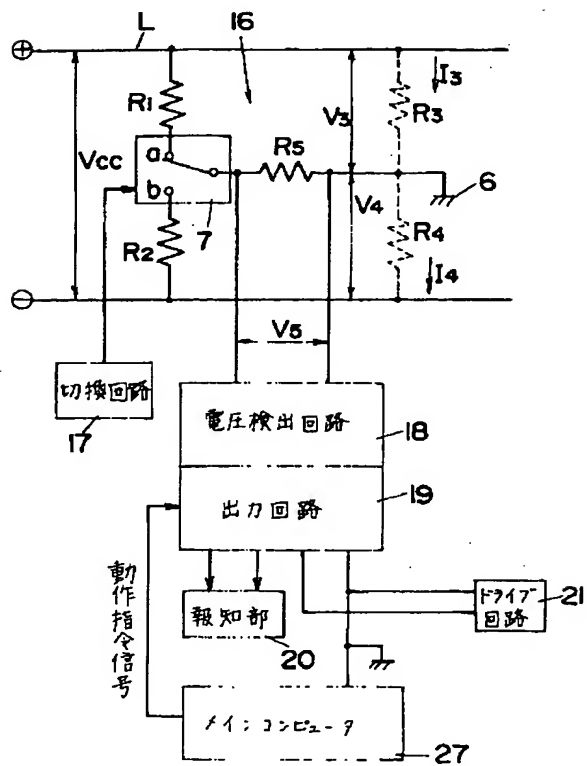 L
16
⊕
I3
R1
V3
R3
Vcc
a
R5
b
6
V4
7
R2
R4
I4
⊖
V5
切換回路
17
電圧検出回路
18
出力回路
19
動作指令信号
報知部
20
ドライブ
回路
21
メインコンピュータ
27